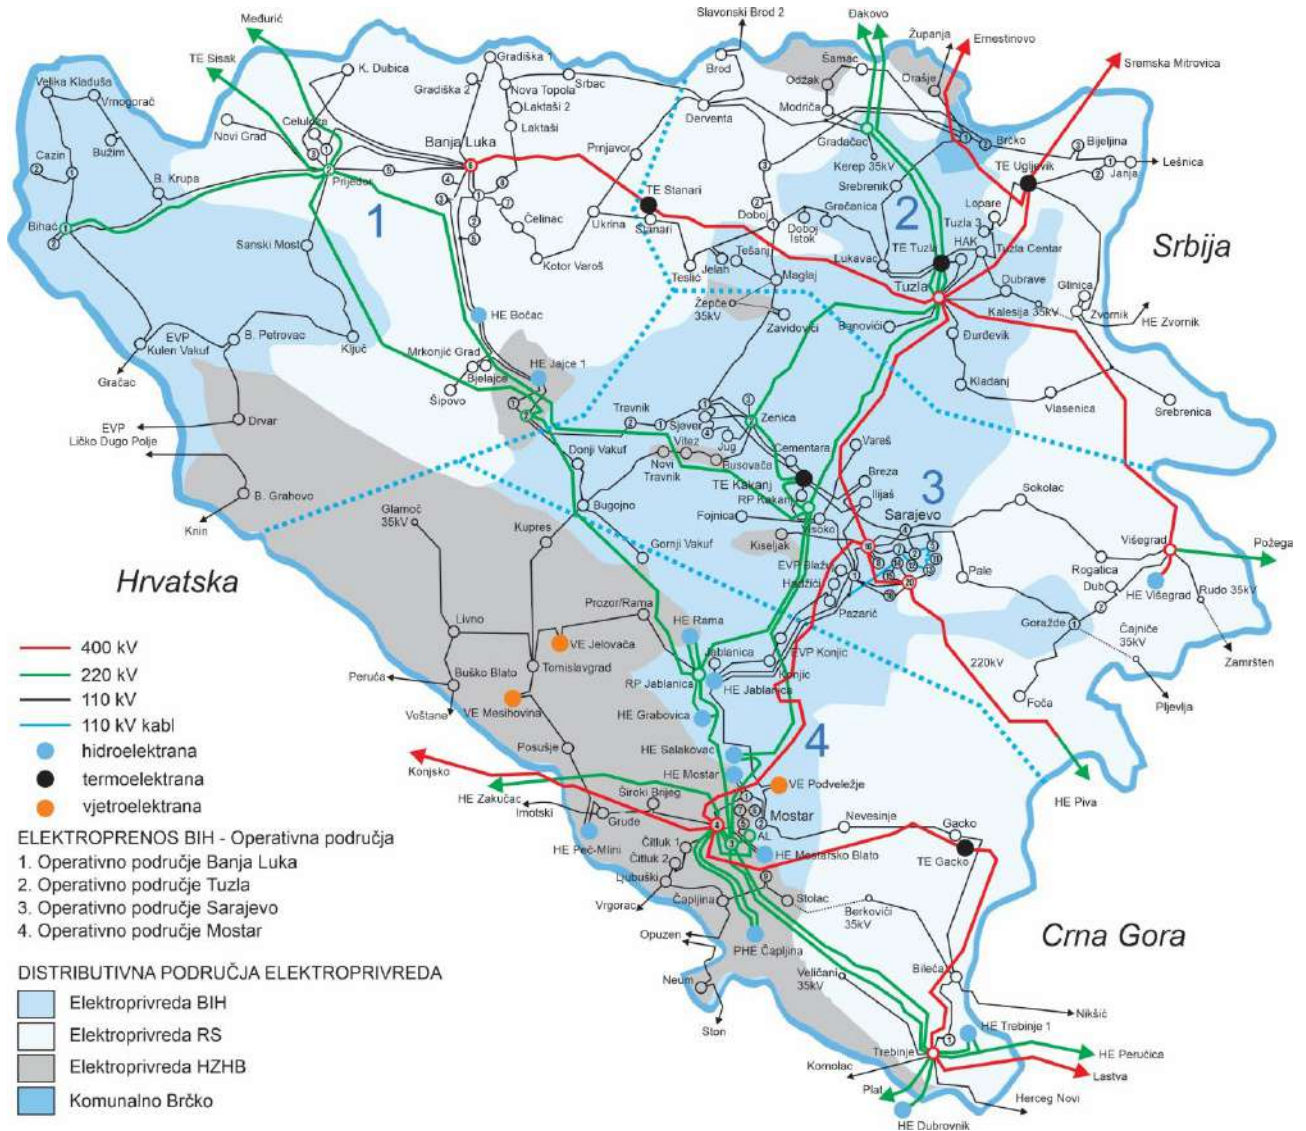 Međurić
TE Sisak
Slavonski Brod 2
Đakovo
Županja
Ernestinovo
Sremska Mitrovica
Velika Kladuša
Vrnogorač
K. Dubica
Gradiška 1
Gradiška 2
Nova Topola
Srbac
Brod
Šamac
Odžak
Orašje
Modriča
Laktaši 2
Laktaši
Derventa
Novi Grad
Celuloza
Banja Luka
Bužim
Cazin
Prnjavor
Gradačac
Kerep 35kV
Brčko
Bijeljina
Janja
Lešnica
TE Ugljevik
B. Krupa
Prijedor
1
TE Stanari
Srebrenik
2
Lopare
Bihać
Sanski Most
Čelinac
Ukrina
Stanari
Doboj
Gračanica
Doboj
Istok
Tuzla 3
HAK
Tuzla Centar
TE Tuzla
Srbija
Kotor Varoš
Teslić
Jelah
Tešanj
Maglaj
Lukavac
Tuzla
Dubrave
Glinica
Kalesija 35kV
Zvornik
HE Zvornik
Žepče
35kV
Zavidovići
Banovići
Đurđevik
HE Bočac
EVP
Kulen Vakuf
B. Petrovac
Ključ
Gračac
Mrkonjić Grad
Bjelajce
HE Jajce 1
Šipovo
Kladanj
Vlasenica
Srebrenica
Drvar
EVP
Ličko Dugo Polje
Travnik
Sjever
Zenica
Vitez
Jug
Donji Vakuf
Novi
Travnik
Busovača
Cementara
Vareš
TE Kakanj
Breza
RP Kakanj
Ilijaš
3
B. Grahovo
Knin
Glamoč
35kV
Bugojno
Kupres
Gornji Vakuf
Fojnica
Visoko
Sarajevo
Sokolac
Kiseljak
Višegrad
Požega
EVP Blažuj
Hadžići
Pazarić
Pale
Rogatica
Dub
HE Višegrad
Rudo 35kV
Hrvatska
Prozor/Rama
HE Rama
Goražde
Čajniče
35kV
Zamršten
Livno
VE Jelovača
Jablanica
EVP Konjic
Konjic
220kV
Foča
Pljevlja
400 kV
220 kV
110 kV
110 kV kabl
hidroelektrana
termoelektrana
vjetroelektrana
Buško Blato
Tomislavgrad
Peruča
Voštane
VE Mesihovina
RP Jablanica
HE Jablanica
HE Grabovica
4
Posušje
HE Salakovac
HE Mostar
VE Podveležje
HE Piva
Konjsko
HE Zakučac
Imotski
Široki Brijeg
Grude
Mostar
AL
Nevesinje
Gacko
TE Gacko
HE Peć-Mlini
Čitluk 1
Čitluk 2
Ljubuški
HE Mostarsko Blato
Vrgorac
Čapljina
Stolac
Berkovići
35kV
Opuzen
PHE Čapljina
Crna Gora
Neum
Veličani
35kV
Bileća
Ston
Nikšić
HE Trebinje 1
Trebinje
HE Perućica
Komolac
Lastva
Plat
Herceg Novi
HE Dubrovnik
ELEKTROPRENOS BIH - Operativna područja
1. Operativno područje Banja Luka
2. Operativno područje Tuzla
3. Operativno područje Sarajevo
4. Operativno područje Mostar
DISTRIBUTIVNA PODRUČJA ELEKTROPRIVREDA
Elektroprivreda BIH
Elektroprivreda RS
Elektroprivreda HZHB
Komunalno Brčko